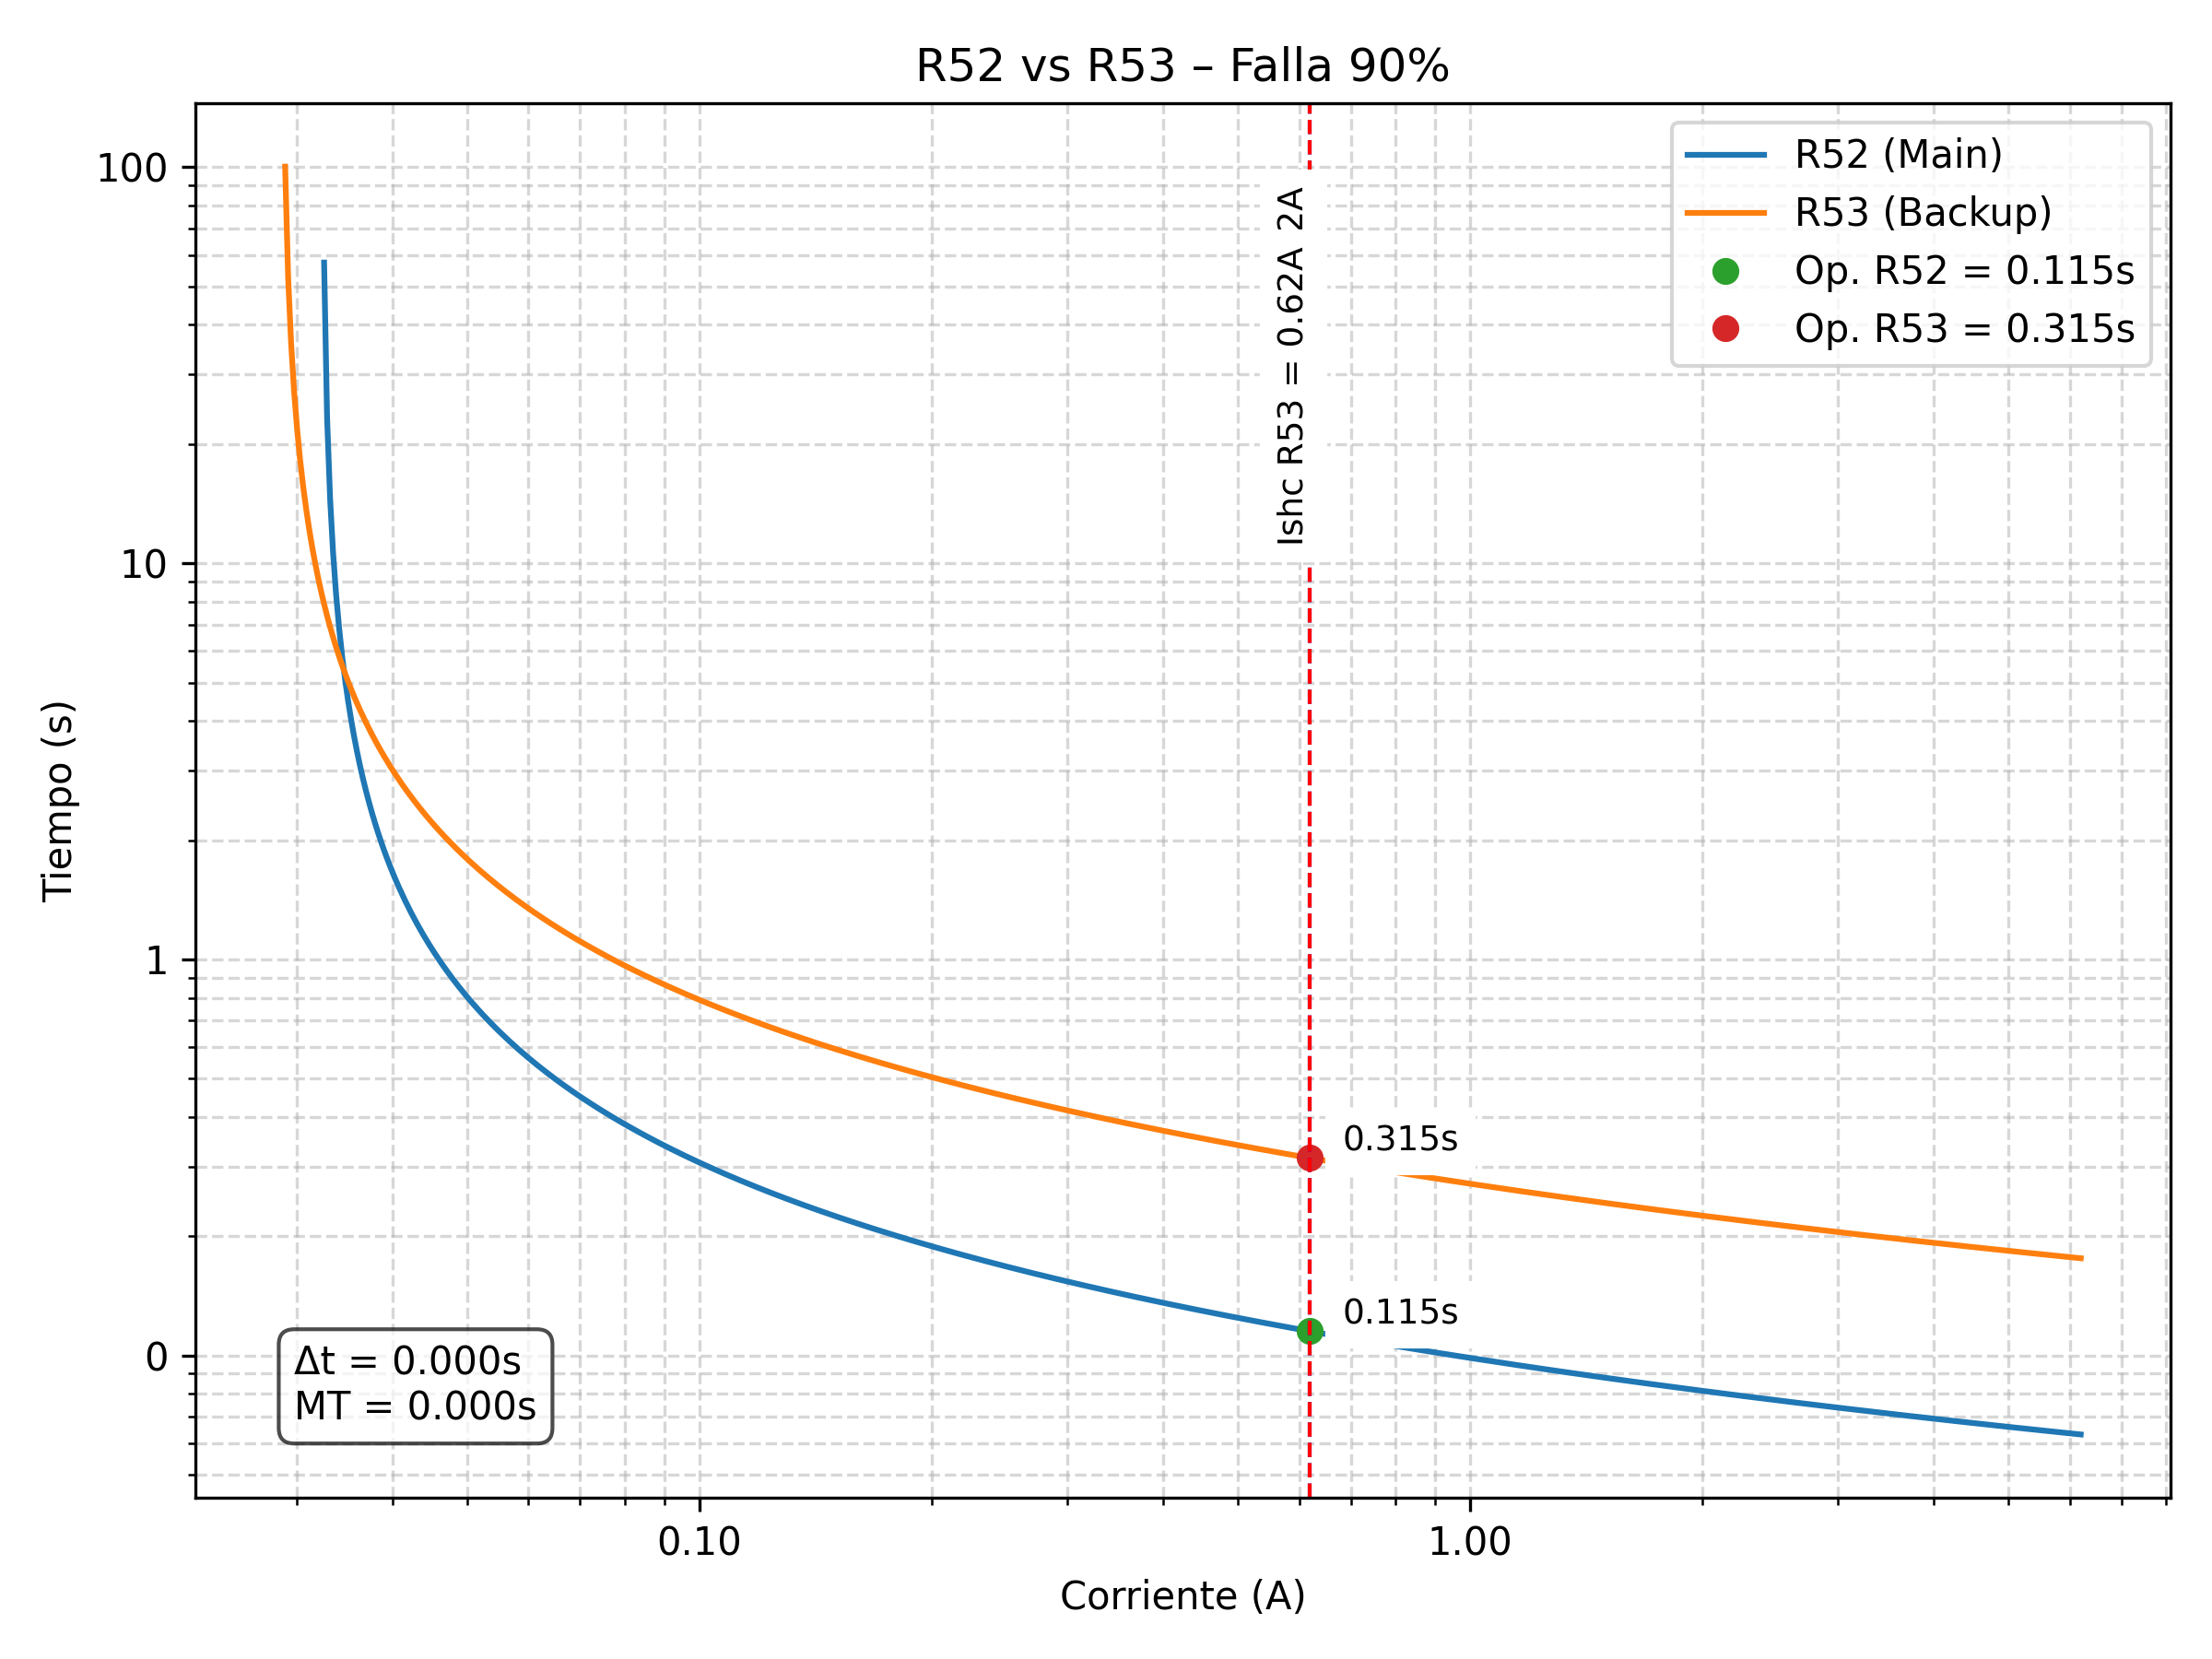 R52 vs R53 – Falla 90%
R52 (Main)
R53 (Backup)
Op. R52 = 0.115s
Op. R53 = 0.315s
Ishc R53 = 0.62A 2A
100
10
1
0
Tiempo (s)
0.315s
0.115s
Δt = 0.000s
MT = 0.000s
0.10
1.00
Corriente (A)